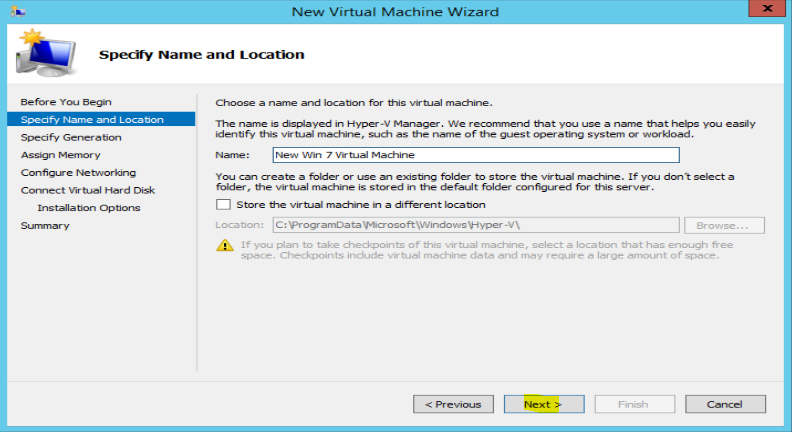 New Virtual Machine Wizard
x
Specify Name and Location
Before You Begin
Specify Name and Location
Specify Generation
Assign Memory
Configure Networking
Connect Virtual Hard Disk
Installation Options
Summary
Choose a name and location for this virtual machine.
The name is displayed in Hyper-V Manager. We recommend that you use a name that helps you easily
identify this virtual machine, such as the name of the guest operating system or workload.
Name: New Win 7 Virtual Machine
You can create a folder or use an existing folder to store the virtual machine. If you don't select a
folder, the virtual machine is stored in the default folder configured for this server.
Store the virtual machine in a different location
Location: C:\ProgramData\Microsoft\Windows\Hyper-V\ Browse...
If you plan to take checkpoints of this virtual machine, select a location that has enough free
space. Checkpoints include virtual machine data and may require a large amount of space.
< Previous Next > Finish Cancel